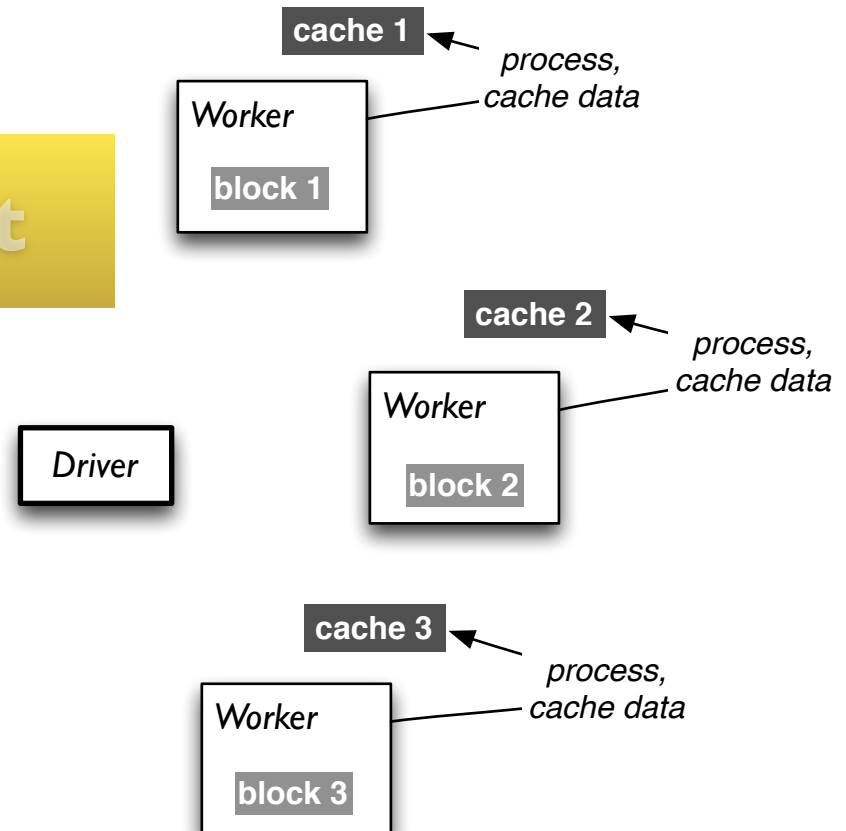 cache 1
process,
cache data
Worker
block 1
t
cache 2
process,
cache data
Worker
block 2
Driver
cache 3
process,
cache data
Worker
block 3